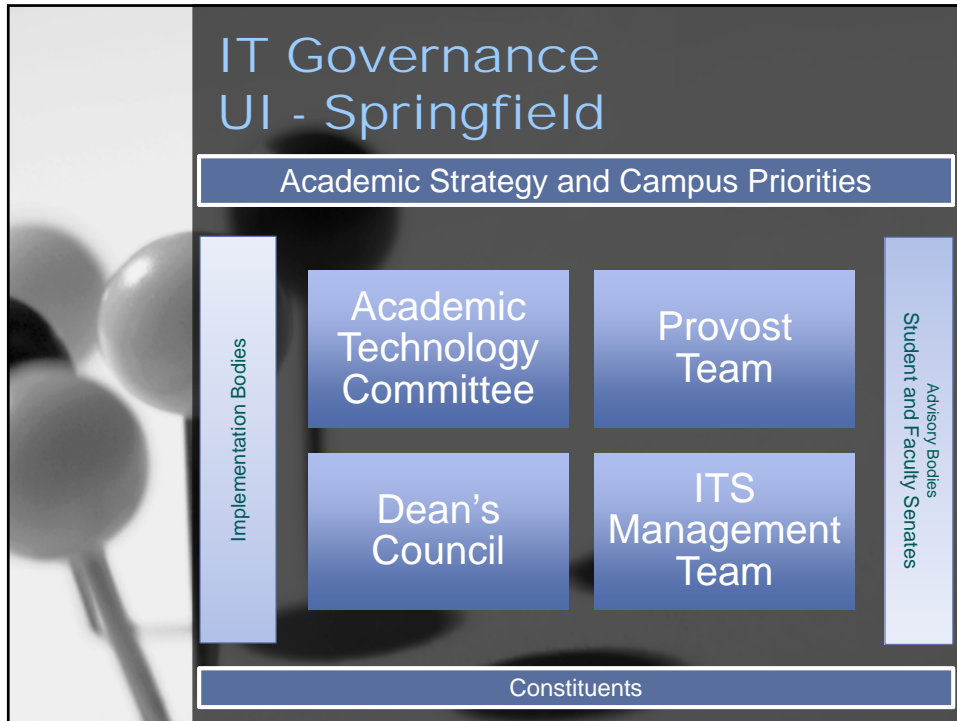 IT Governance
UI - Springfield
Academic Strategy and Campus Priorities
Implementation Bodies
Academic
Technology
Committee
Provost
Team
Dean’s
Council
ITS
Management
Team
Advisory Bodies
Student and Faculty Senates
Constituents